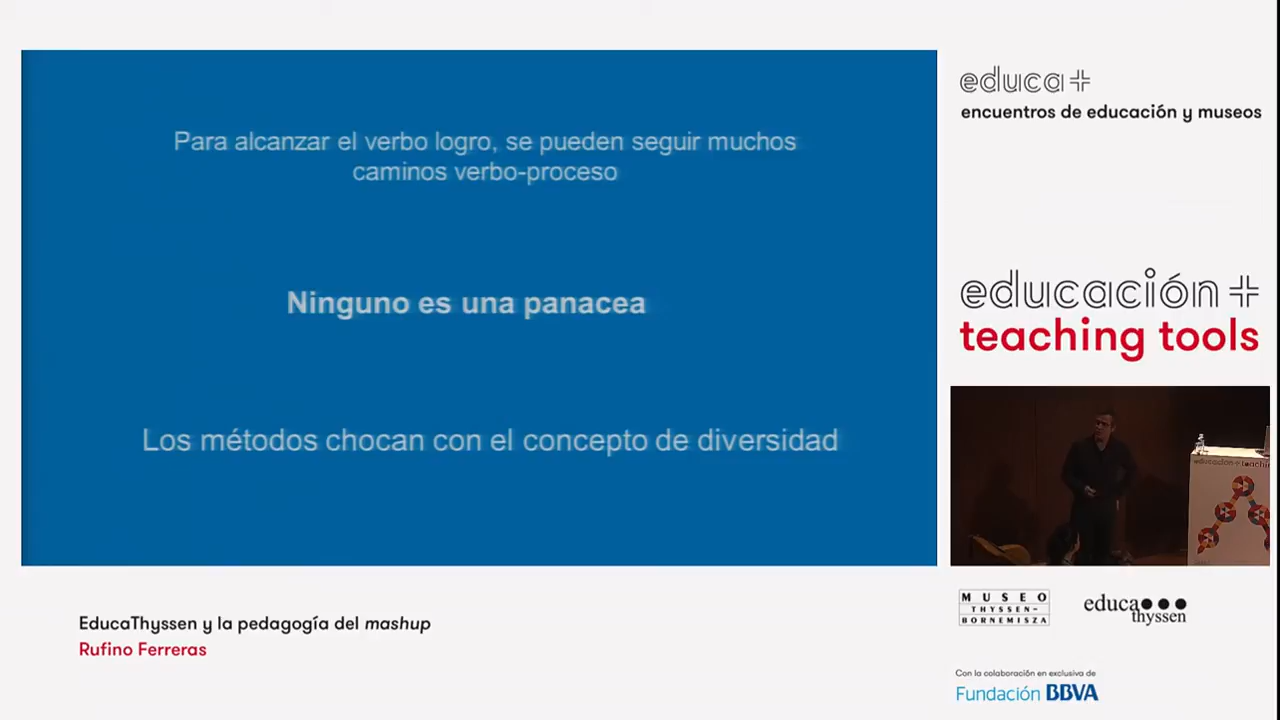 Para alcanzar el verbo logro, se pueden seguir muchos
caminos verbo-proceso
Ninguno es una panacea
Los métodos chocan con el concepto de diversidad
educa+
encuentros de educación y museos
educación+
teaching tools
EducaThyssen y la pedagogía del mashup
Rufino Ferreras
MUSEO
THYSSEN-
BORNEMISZA
educa
thyssen
Con la colaboración en exclusiva de
Fundación BBVA